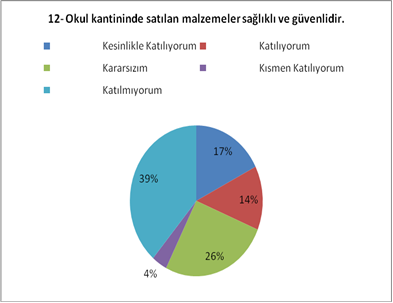 12- Okul kantininde satılan malzemeler sağlıklı ve güvenlidir.
Kesinlikle Katılıyorum Katılıyorum
Kararsızım Kısmen Katılıyorum
Katılmıyorum
17%
39%
14%
26%
4%